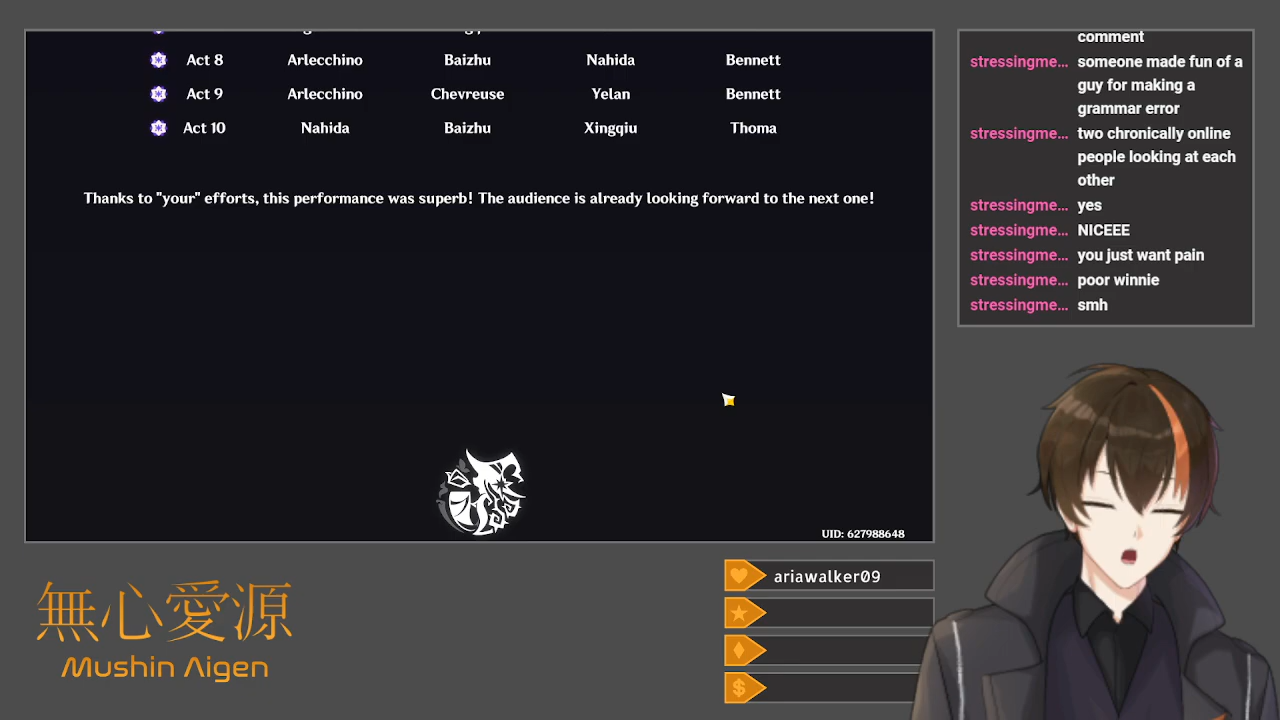 Act 8 Arlecchino Baizhu Nahida Bennett
Act 9 Arlecchino Chevreuse Yelan Bennett
Act 10 Nahida Baizhu Xingqiu Thoma
Thanks to "your" efforts, this performance was superb! The audience is already looking forward to the next one!
UID: 627988648
comment
stressingme... someone made fun of a
guy for making a
grammar error
stressingme... two chronically online
people looking at each
other
stressingme... yes
stressingme... NICEEE
stressingme... you just want pain
stressingme... poor winnie
stressingme... smh
ariawalker09
$
無心愛源
Mushin Aigen